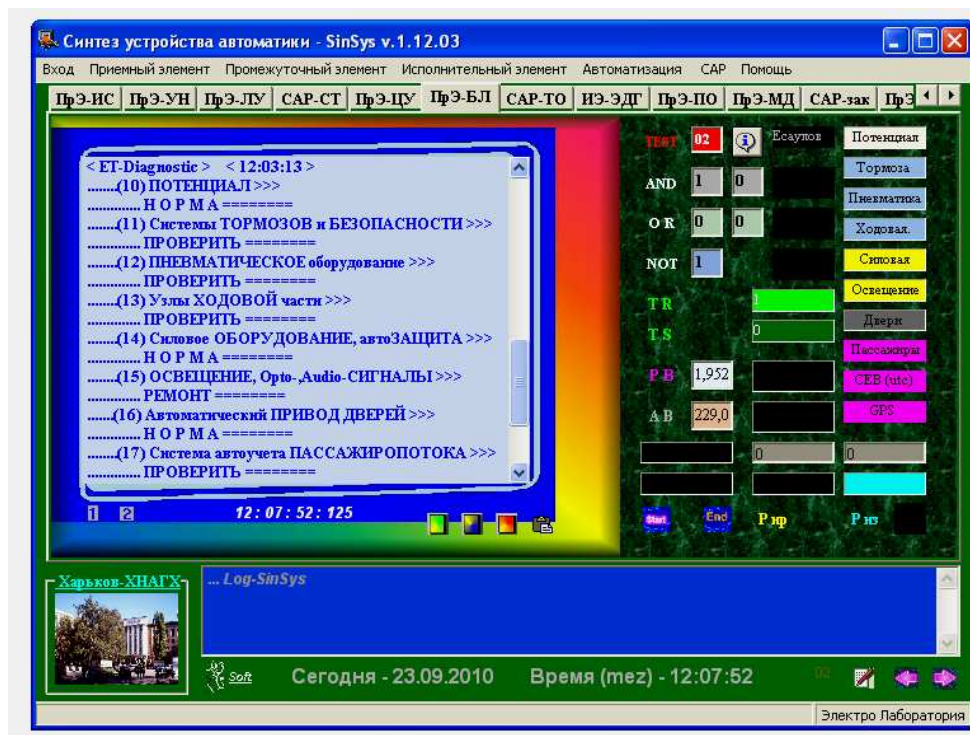 Синтез устройства автоматики - SinSys v.1.12.03
Вход Приемный элемент Промежуточный элемент Исполнительный элемент Автоматизация САР Помощь
ПрЭ-ИС ПрЭ-УН ПрЭ-ЛУ САР-СТ ПрЭ-ЦУ ПрЭ-БЛ САР-ТО ИЭ-ЭДГ ПрЭ-ПО ПрЭ-МД САР-зак ПрЭ
< ET-Diagnostic > < 12:03:13 >
.......(10) ПОТЕНЦИАЛ >>>
.............. Н О Р М А ========
.......(11) Системы ТОРМОЗОВ и БЕЗОПАСНОСТИ >>>
.............. ПРОВЕРИТЬ ========
.......(12) ПНЕВМАТИЧЕСКОЕ оборудование >>>
.............. ПРОВЕРИТЬ ========
.......(13) Узлы ХОДОВОЙ части >>>
.............. ПРОВЕРИТЬ ========
.......(14) Силовое ОБОРУДОВАНИЕ, автоЗАЩИТА >>>
.............. Н О Р М А ========
.......(15) ОСВЕЩЕНИЕ, Opto-,Audio-СИГНАЛЫ >>>
.............. РЕМОНТ ========
......(16) Автоматический ПРИВОД ДВЕРЕЙ >>>
.............. Н О Р М А ========
.......(17) Система автоучета ПАССАЖИРОПОТОКА >>>
.............. ПРОВЕРИТЬ ========
1 2 12 : 07 : 52 : 125
TEST 02 Есаулов Потенциал
AND 1 0 Тормоза
Пневматика
O R 0 0 Ходовая.
NOT 1 Силовая
T R 1 Освещение
T S 0 Двери
Пассажиры
P B 1,952 СЕВ (utc)
A B 229,0 GPS
0 0
Start End Р нф Р нз
Харьков-ХНАГХ
... Log-SinSys
Soft Сегодня - 23.09.2010 Время (mez) - 12:07:52 02
Электро Лаборатория